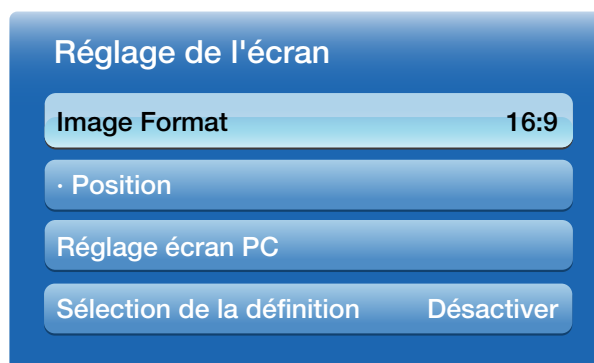 Réglage de l'écran
Image Format 16:9
· Position
Réglage écran PC
Sélection de la définition Désactiver